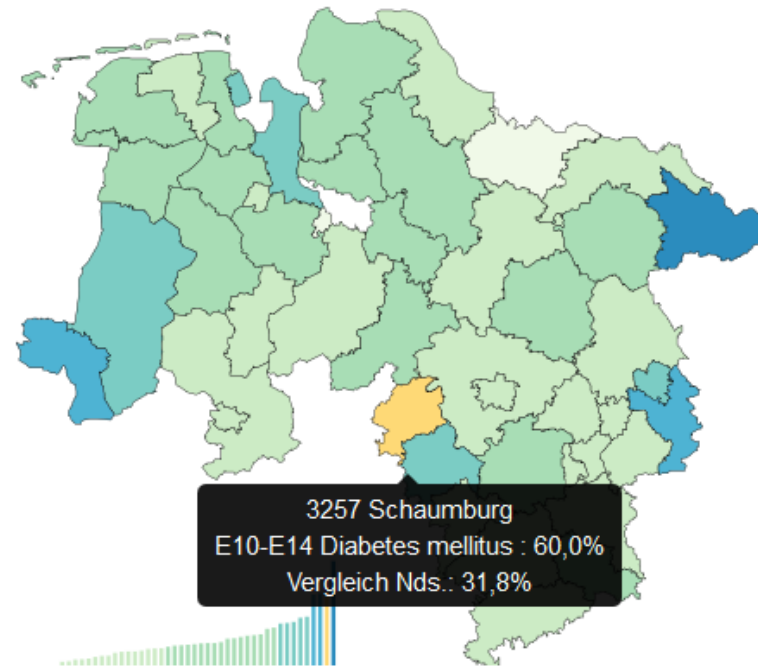 3257 Schaumburg
E10-E14 Diabetes mellitus : 60,0%
Vergleich Nds.: 31,8%